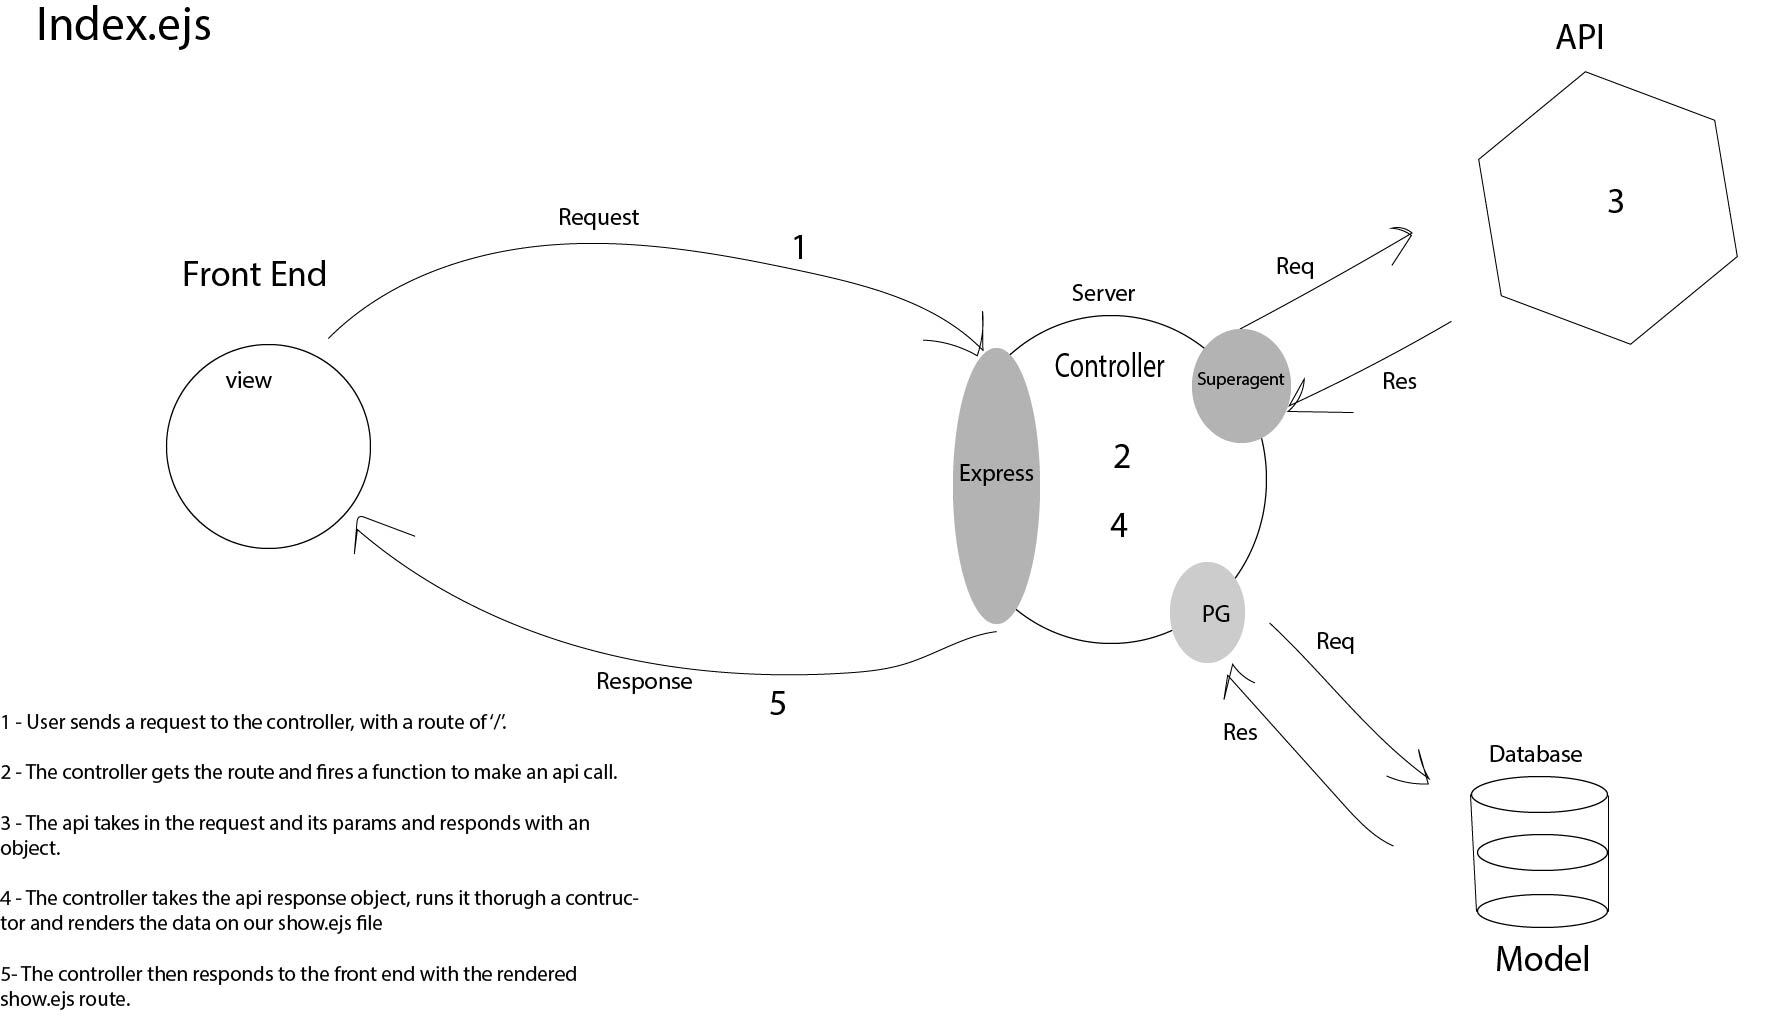 Index.ejs
API
3
Request
1
Front End
Req
Server
view
Controller
Superagent
Res
2
Express
4
PG
Req
Response
5
Res
Database
Model
1 - User sends a request to the controller, with a route of ‘/’.
2 - The controller gets the route and fires a function to make an api call.
3 - The api takes in the request and its params and responds with an
object.
4 - The controller takes the api response object, runs it thorugh a contruc-
tor and renders the data on our show.ejs file
5- The controller then responds to the front end with the rendered
show.ejs route.